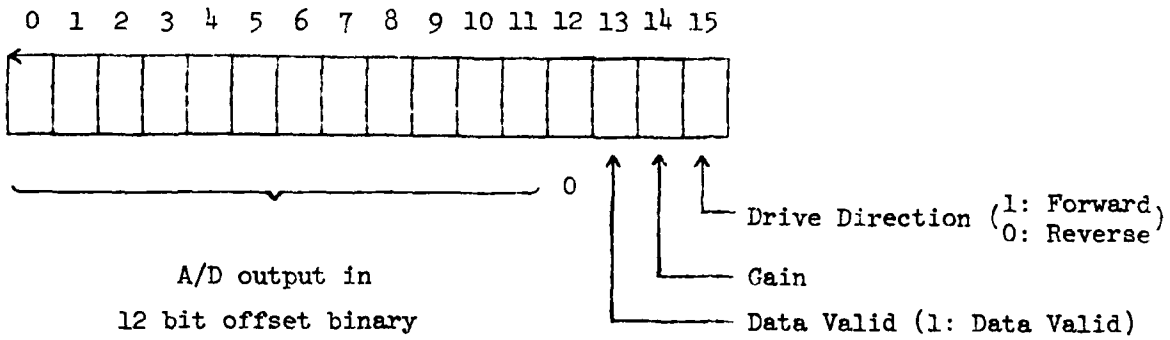 0 1 2 3 4 5 6 7 8 9 10 11 12 13 14 15
0
Drive Direction (1: Forward
0: Reverse)
A/D output in
Gain
12 bit offset binary
Data Valid (1: Data Valid)